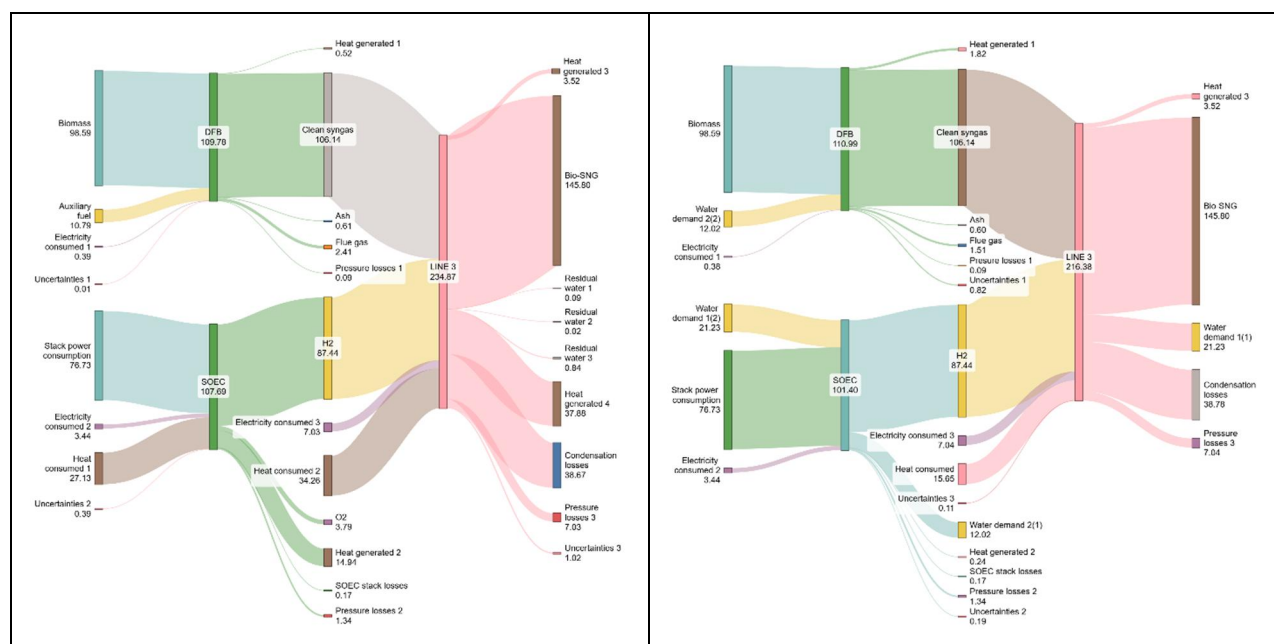 Heat generated 1
0.52
Heat
generated 3
3.52
Biomass
98.59
DFB
109.78
Clean syngas
106.14
Bio-SNG
145.80
Auxiliary
fuel
10.79
Electricity
consumed 1
0.39
Uncertainties 1
0.01
Ash
0.61
Flue gas
2.41
Pressure losses 1
0.09
LINE 3
234.87
Residual
water 1
0.09
Residual
water 2
0.02
Residual
water 3
0.84
Stack power
consumption
76.73
SOEC
107.69
H2
87.44
Heat
generated 4
37.88
Electricity
consumed 2
3.44
Electricity consumed 3
7.03
Heat
consumed 1
27.13
Heat consumed 2
34.26
Condensation
losses
38.67
Uncertainties 2
0.39
O2
3.79
Pressure
losses 3
7.03
Heat generated 2
14.94
Uncertainties 3
1.02
SOEC stack losses
0.17
Pressure losses 2
1.34
Heat generated 1
1.82
Heat
generated 3
3.52
Biomass
98.59
DFB
110.99
Clean syngas
106.14
Bio SNG
145.80
Water
demand 2(2)
12.02
Electricity
consumed 1
0.38
Ash
0.60
Flue gas
1.51
Presure losses 1
0.09
Uncertainties 1
0.82
LINE 3
216.38
Water
demand 1(2)
21.23
Water
demand 1(1)
21.23
Stack power
consumption
76.73
SOEC
101.40
H2
87.44
Condensation
losses
38.78
Electricity
consumed 2
3.44
Electricity consumed 3
7.04
Pressure
losses 3
7.04
Heat consumed
15.65
Uncertainties 3
0.11
Water demand 2(1)
12.02
Heat generated 2
0.24
SOEC stack losses
0.17
Pressure losses 2
1.34
Uncertainties 2
0.19